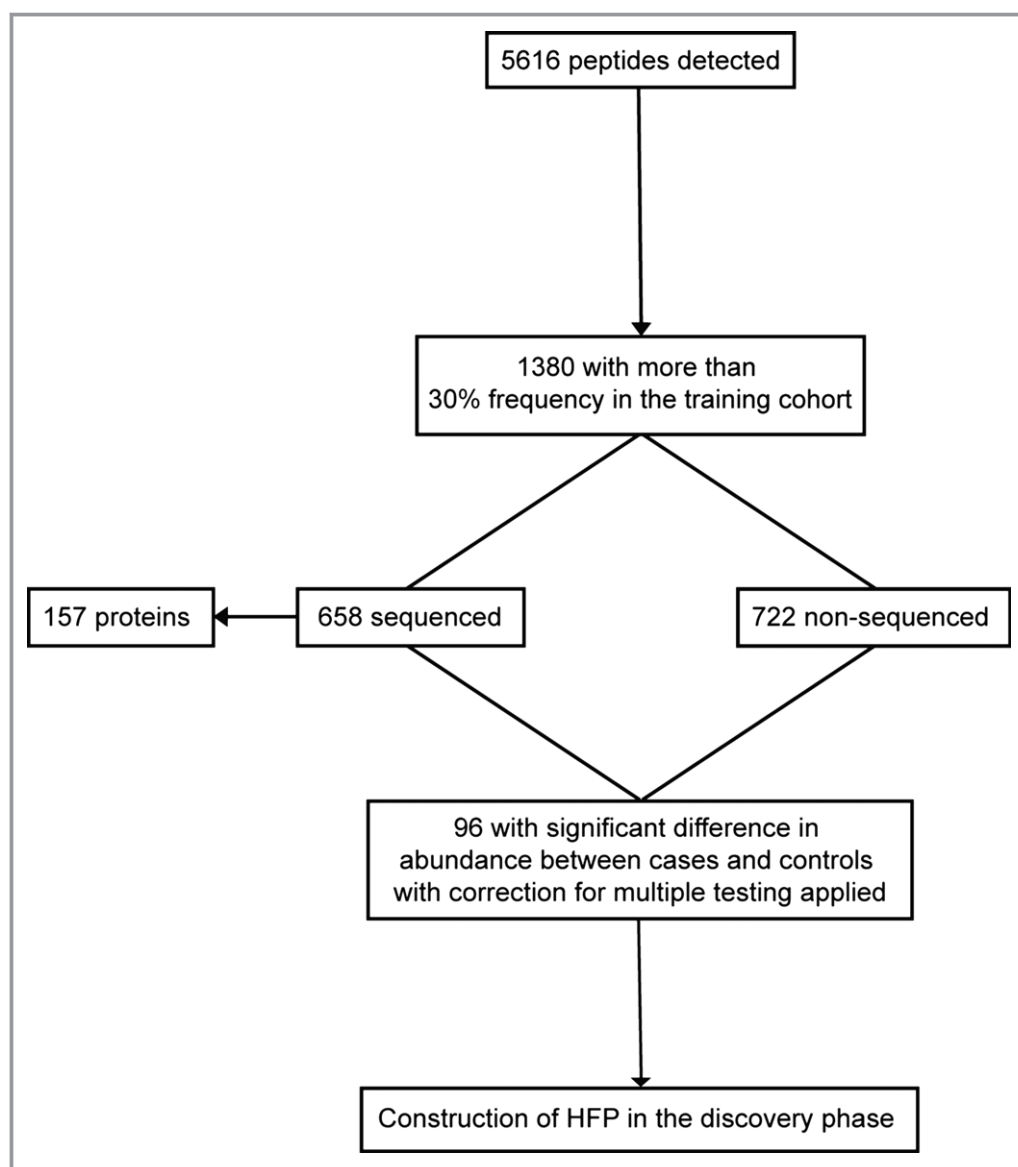 5616 peptides detected
1380 with more than
30% frequency in the training cohort
157 proteins
658 sequenced
722 non-sequenced
96 with significant difference in
abundance between cases and controls
with correction for multiple testing applied
Construction of HFP in the discovery phase